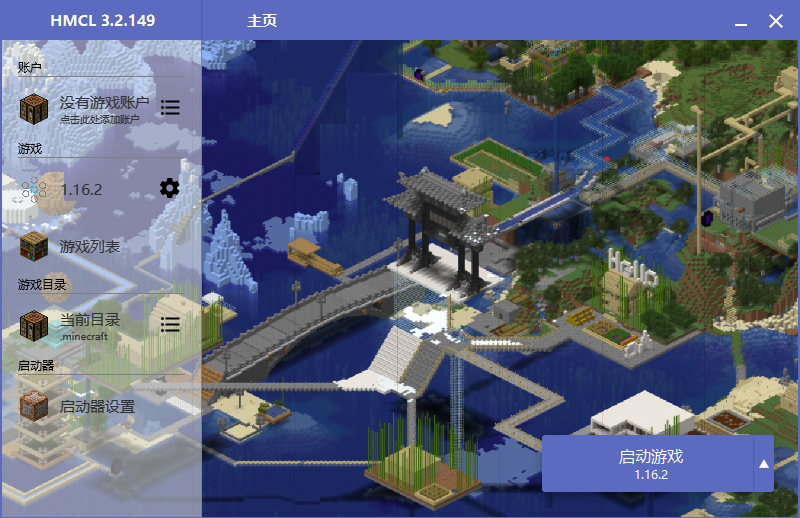 HMCL 3.2.149
主页
账户
没有游戏账户
点击此处添加账户
游戏
1.16.2
游戏列表
游戏目录
当前目录
.minecraft
启动器
启动器设置
Hello
启动游戏
1.16.2